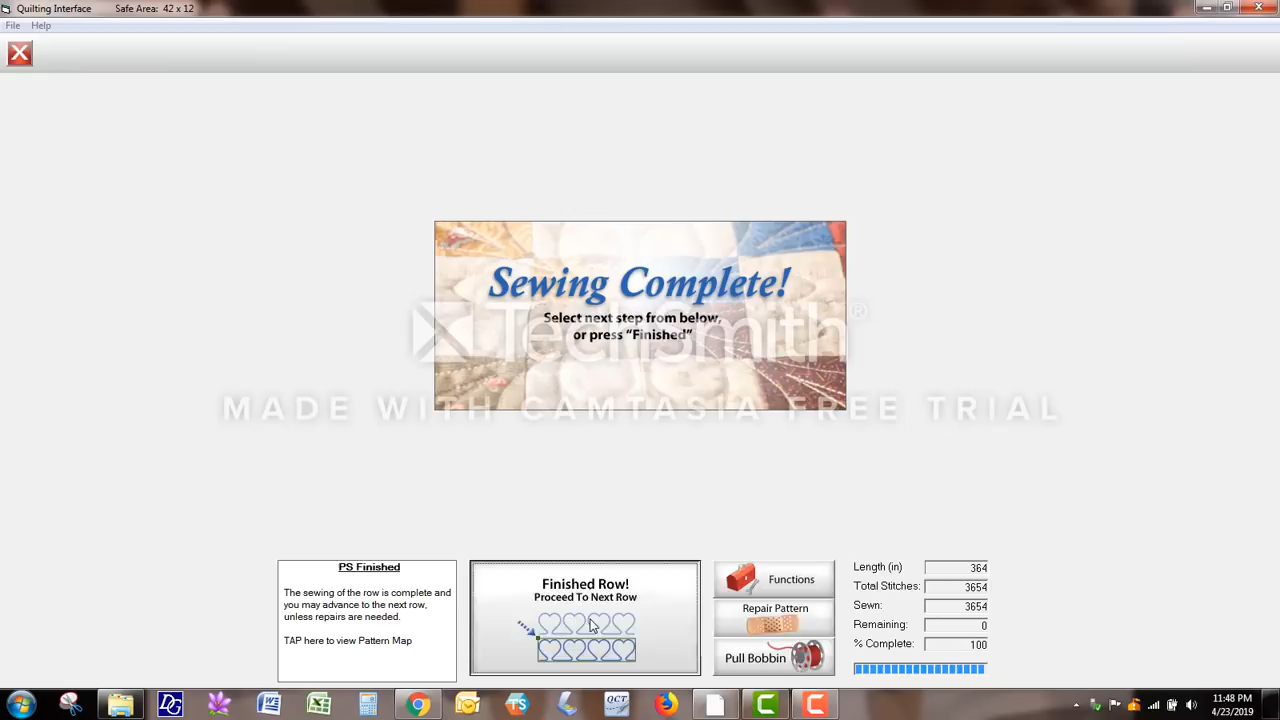 Quilting Interface Safe Area: 42 x 12
File Help
Sewing Complete!
Select next step from below,
or press "Finished"
TechSmith®
MADE WITH CAMTASIA FREE TRIAL
PS Finished
The sewing of the row is complete and
you may advance to the next row,
unless repairs are needed.
TAP here to view Pattern Map
Finished Row!
Proceed To Next Row
Functions
Repair Pattern
Pull Bobbin
Length (in) 364
Total Stitches: 3654
Sewn: 3654
Remaining: 0
% Complete: 100
DG
W
X
TS
QCT
C
C
11:48 PM
4/23/2019